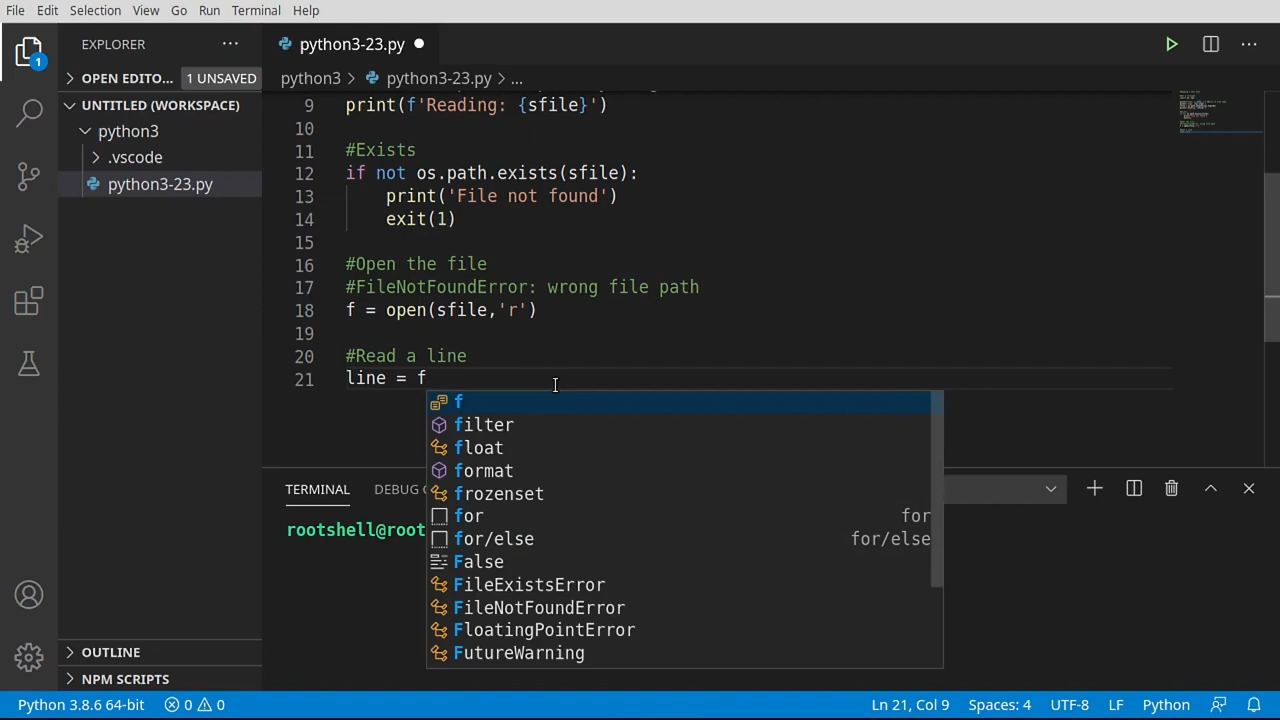 File Edit Selection View Go Run Terminal Help
EXPLORER
python3-23.py
OPEN EDITO... 1 UNSAVED
python3 > python3-23.py > ...
UNTITLED (WORKSPACE)
python3
.vscode
python3-23.py
9 print(f'Reading: {sfile}')
10
11 #Exists
12 if not os.path.exists(sfile):
13 print('File not found')
14 exit(1)
15
16 #Open the file
17 #FileNotFoundError: wrong file path
18 f = open(sfile,'r')
19
20 #Read a line
21 line = f
f
filter
float
format
frozenset
for for
for/else for/else
False
FileExistsError
FileNotFoundError
FloatingPointError
FutureWarning
TERMINAL DEBUG C
rootshell@root
1
OUTLINE
NPM SCRIPTS
Python 3.8.6 64-bit 0 0 Ln 21, Col 9 Spaces: 4 UTF-8 LF Python